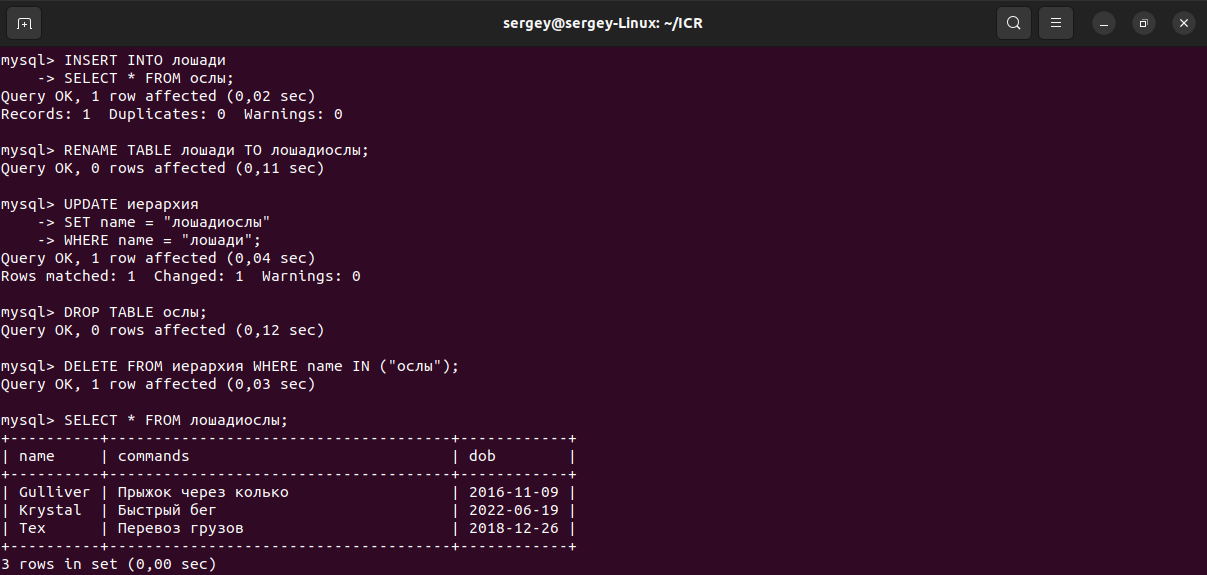 sergey@sergey-Linux: ~/ICR
mysql> INSERT INTO лошади
    -> SELECT * FROM ослы;
Query OK, 1 row affected (0,02 sec)
Records: 1  Duplicates: 0  Warnings: 0
mysql> RENAME TABLE лошади TO лошадиослы;
Query OK, 0 rows affected (0,11 sec)
mysql> UPDATE иерархия
    -> SET name = "лошадиослы"
    -> WHERE name = "лошади";
Query OK, 1 row affected (0,04 sec)
Rows matched: 1  Changed: 1  Warnings: 0
mysql> DROP TABLE ослы;
Query OK, 0 rows affected (0,12 sec)
mysql> DELETE FROM иерархия WHERE name IN ("ослы");
Query OK, 1 row affected (0,03 sec)
mysql> SELECT * FROM лошадиослы;
+----------+--------------------------------------+------------+
| name     | commands                             | dob        |
+----------+--------------------------------------+------------+
| Gulliver | Прыжок через колько                  | 2016-11-09 |
| Krystal  | Быстрый бег                          | 2022-06-19 |
| Tex      | Перевоз грузов                       | 2018-12-26 |
+----------+--------------------------------------+------------+
3 rows in set (0,00 sec)